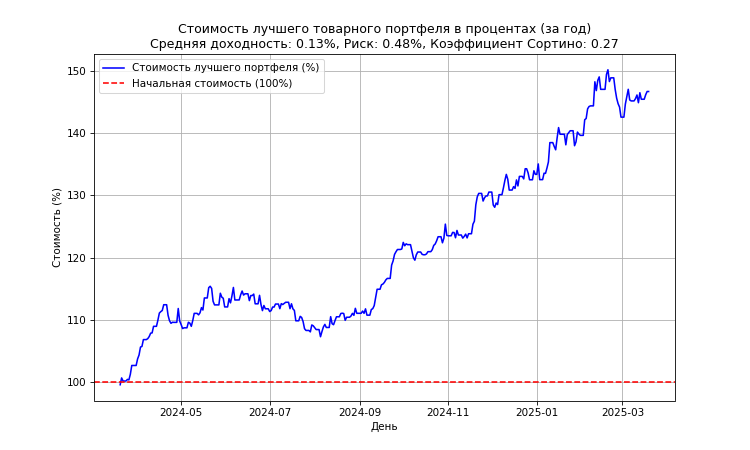 Стоимость лучшего товарного портфеля в процентах (за год)
Средняя доходность: 0.13%, Риск: 0.48%, Коэффициент Сортино: 0.27
Стоимость лучшего портфеля (%)
Начальная стоимость (100%)
Стоимость (%)
150
140
130
120
110
100
2024-05
2024-07
2024-09
2024-11
2025-01
2025-03
День